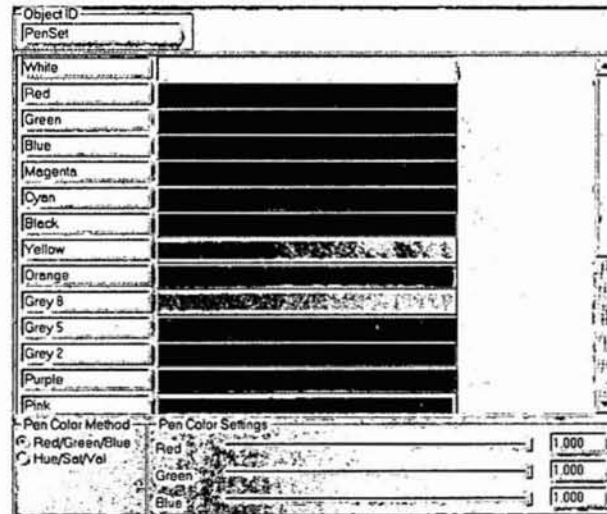 Object ID
PenSet
White
Red
Green
Blue
Magenta
Cyan
Black
Yellow
Orange
Grey 8
Grey 5
Grey 2
Purple
Pink
Pen Color Method
Red/Green/Blue
Hue/Sat/Val
Pen Color Settings
Red 1.000
Green 1.000
Blue 1.000